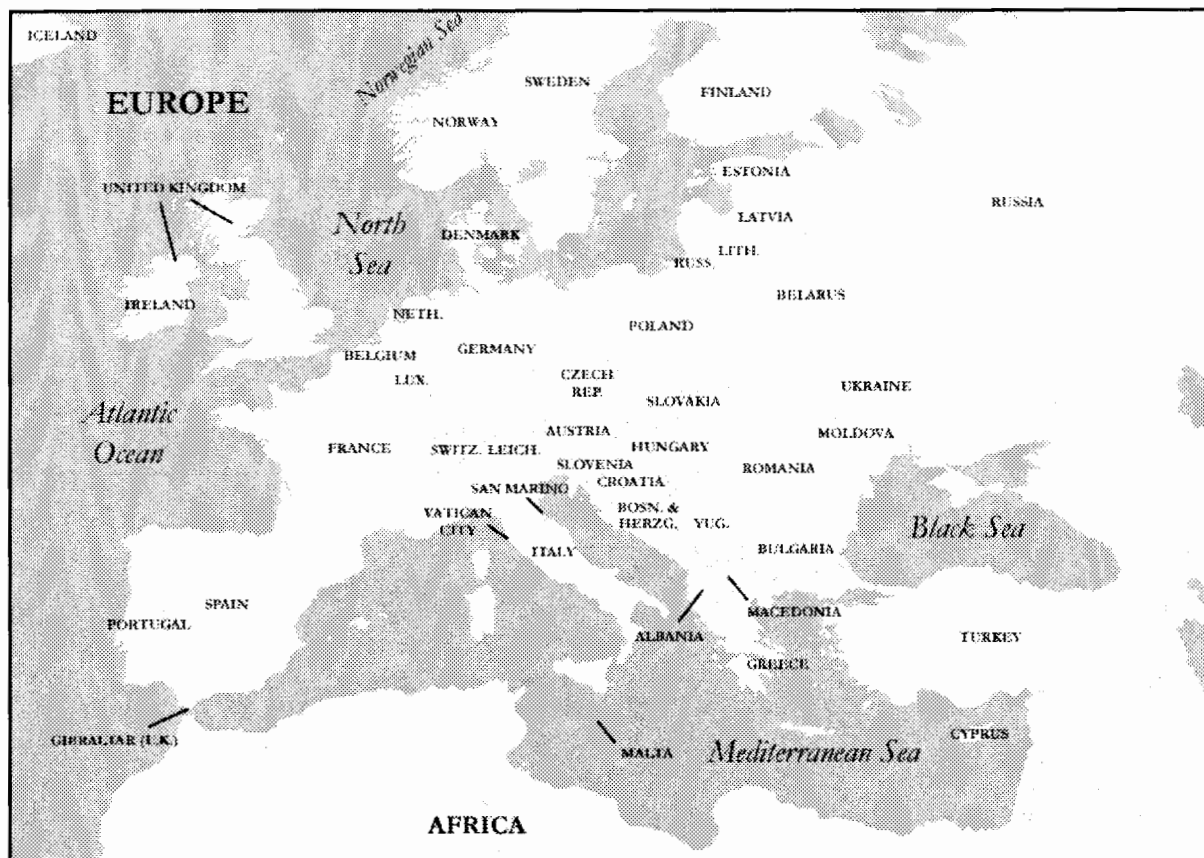 ICELAND
Norwegian Sea
SWEDEN
FINLAND
EUROPE
NORWAY
ESTONIA
UNITED KINGDOM
RUSSIA
LATVIA
North
Sea
DENMARK
LITH.
RUSS.
IRELAND
BELARUS
NETH.
POLAND
GERMANY
BELGIUM
LUX.
CZECH
REP.
UKRAINE
SLOVAKIA
Atlantic
Ocean
AUSTRIA
MOLDOVA
FRANCE
SWITZ.
LEICH.
HUNGARY
SLOVENIA
ROMANIA
CROATIA
SAN MARINO
BOSN. &
HERZG.
YUG.
VATICAN
CITY
Black Sea
ITALY
BULGARIA
SPAIN
PORTUGAL
MACEDONIA
ALBANIA
TURKEY
GREECE
GIBRALTAR (U.K.)
CYPRUS
MALTA
Mediterranean Sea
AFRICA